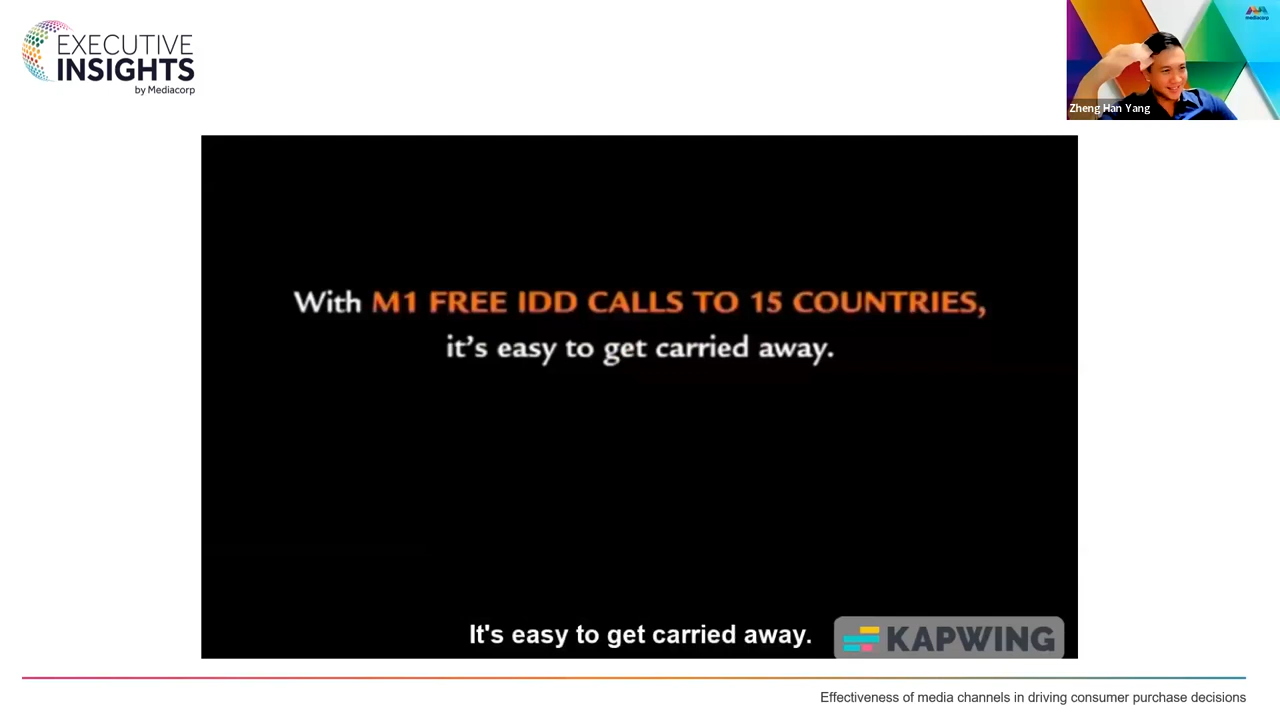 EXECUTIVE
INSIGHTS
by Mediacorp
mediacorp
Zheng Han Yang
With M1 FREE IDD CALLS TO 15 COUNTRIES,
it's easy to get carried away.
It's easy to get carried away.
KAPWING
Effectiveness of media channels in driving consumer purchase decisions